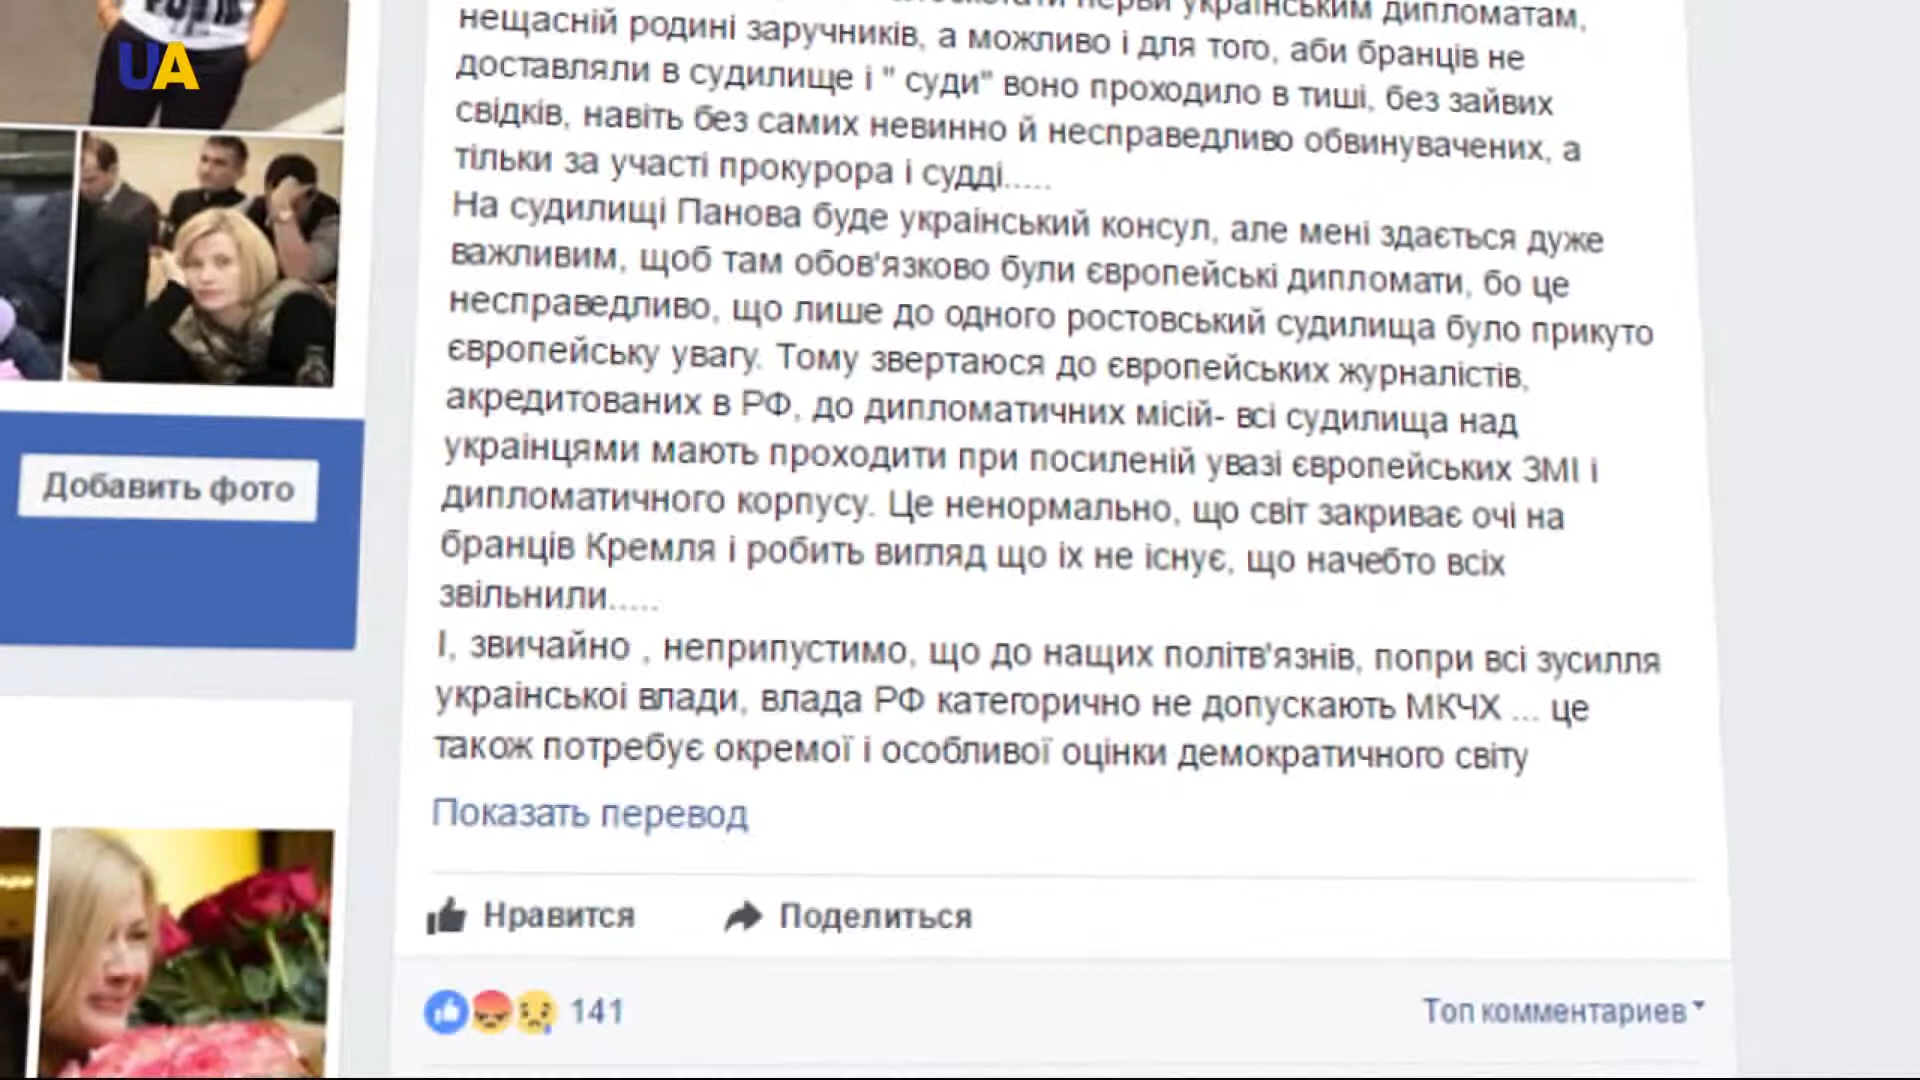 UA
нерви українським дипломатам,
нещасній родині заручників, а можливо і для того, аби бранців не
доставляли в судилище і " суди" воно проходило в тиші, без зайвих
свідків, навіть без самих невинно й несправедливо обвинувачених, а
тільки за участі прокурора і судді.....
На судилищі Панова буде український консул, але мені здається дуже
важливим, щоб там обов'язково були європейські дипломати, бо це
несправедливо, що лише до одного ростовський судилища було прикуто
європейську увагу. Тому звертаюся до європейських журналістів,
акредитованих в РФ, до дипломатичних місій- всі судилища над
украінцями мають проходити при посиленій увазі європейських ЗМІ і
дипломатичного корпусу. Це ненормально, що світ закриває очі на
бранців Кремля і робить вигляд що іх не існує, що начебто всіх
звільнили.....
І, звичайно , неприпустимо, що до нащих політв'язнів, попри всі зусилля
украінськоі влади, влада РФ категорично не допускають МКЧХ ... це
також потребує окремої і особливої оцінки демократичного світу
Показать перевод
Добавить фото
Нравится Поделиться
141 Топ комментариев